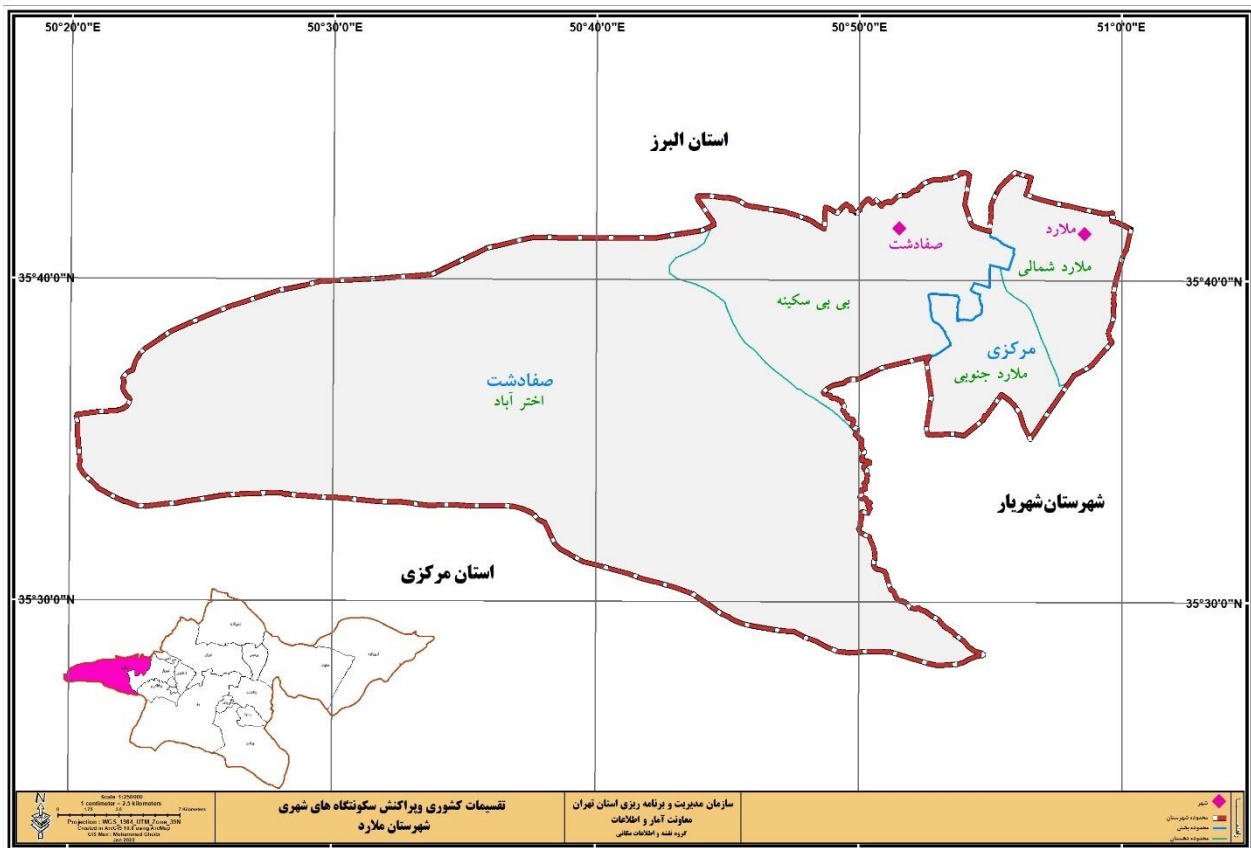 50°20'0"E
50°30'0"E
50°40'0"E
50°50'0"E
51°0'0"E
استان البرز
ملارد
صفادشت
ملارد شمالی
35°40'0"N
35°40'0"N
بی بی سکینه
مرکزی
ملارد جنوبی
صفادشت
اختر آباد
شهرستان شهریار
استان مرکزی
35°30'0"N
35°30'0"N
تقسیمات کشوری وپراکنش سکونتگاه های شهری
شهرستان ملارد
سازمان مدیریت و برنامه ریزی استان تهران
معاونت آمار و اطلاعات
گروه نقشه و اطلاعات مکانی
شهر
محدوده شهرستان
محدوده بخش
محدوده دهستان
N
Scale 1:250000
1 centimeter = 2.5 kilometers
Kilometers
Projection : WGS_1984_UTM_Zone_39N
Jan 2022